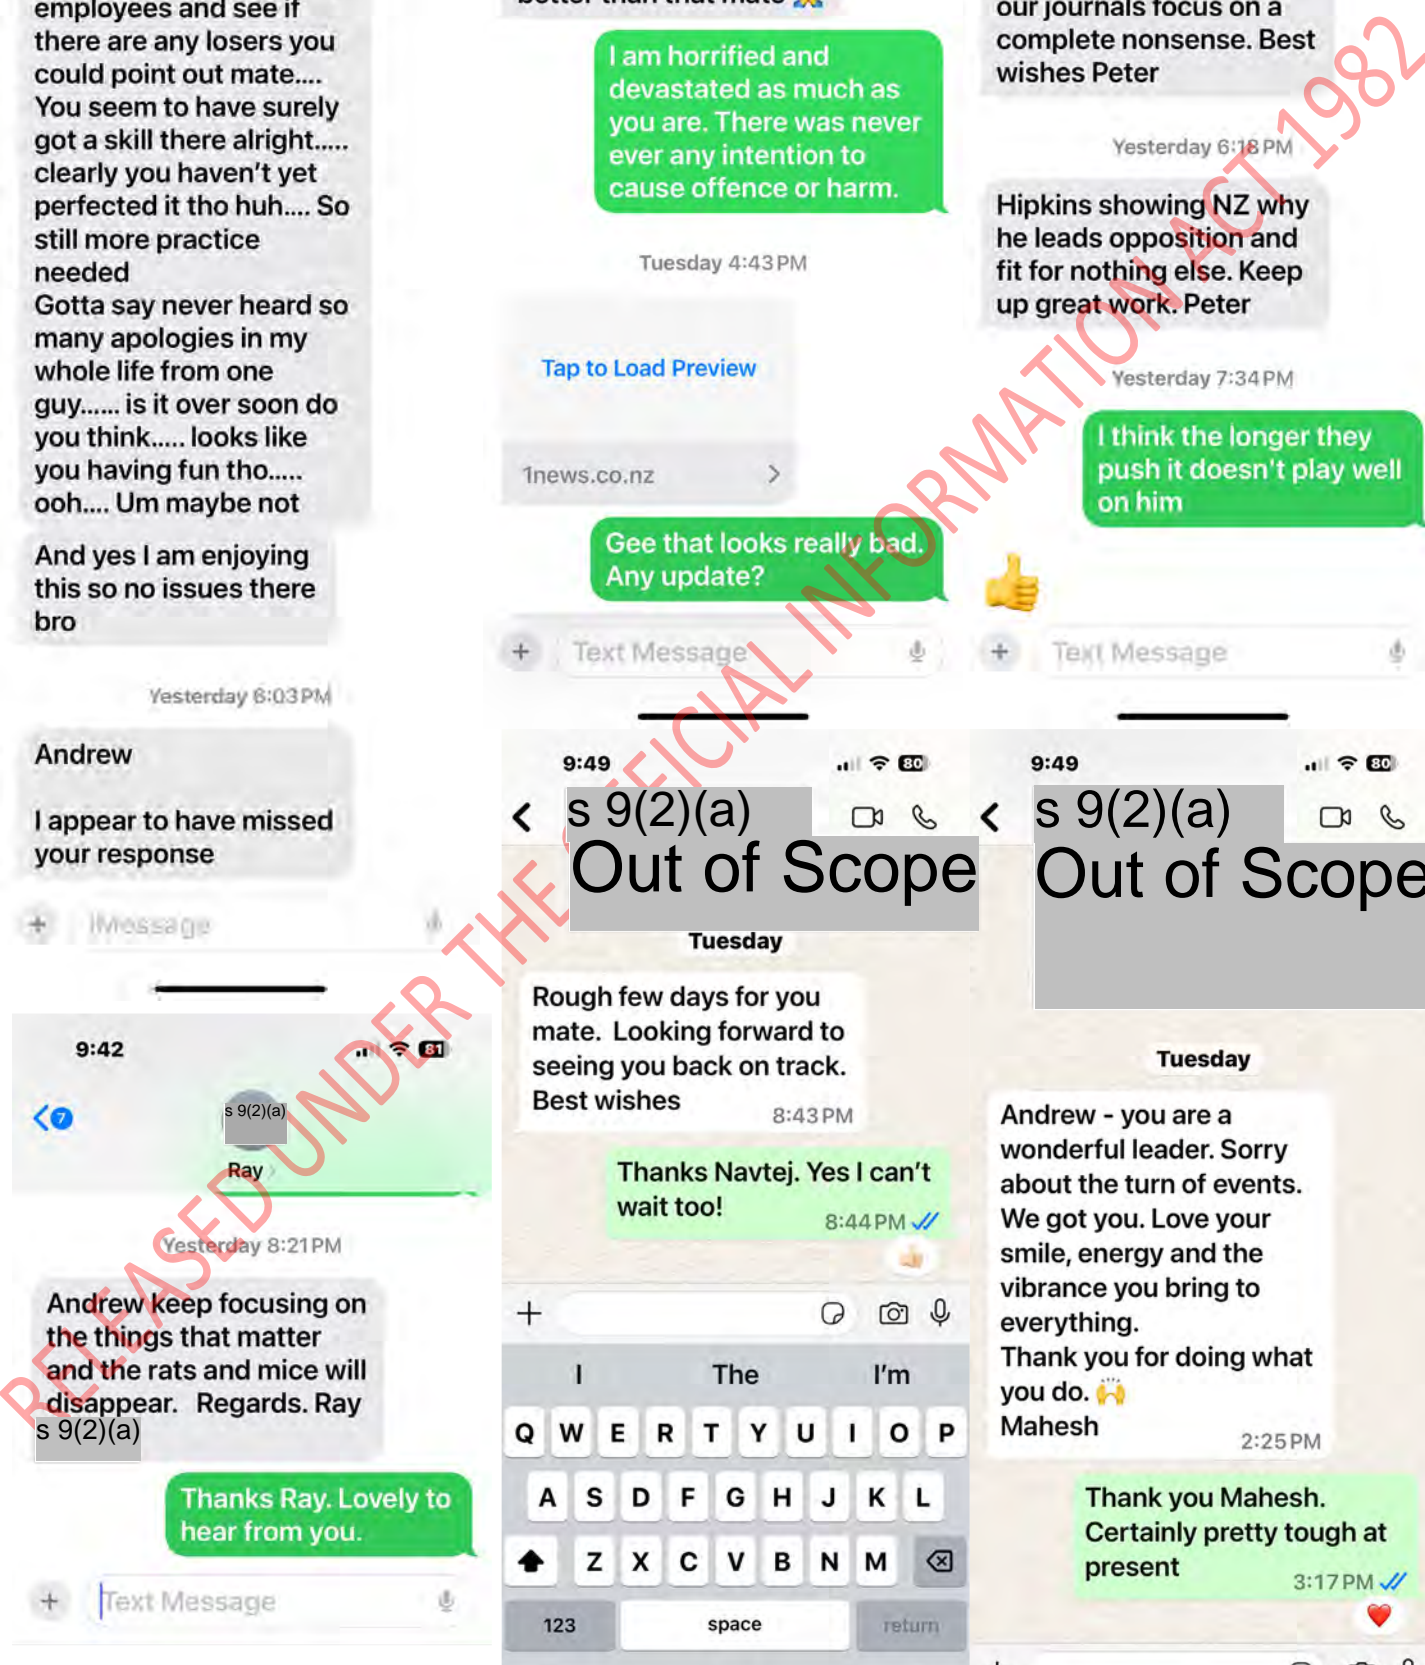 employees and see if
there are any losers you
could point out mate....
You seem to have surely
got a skill there alright.....
clearly you haven't yet
perfected it tho huh.... So
still more practice
needed
Gotta say never heard so
many apologies in my
whole life from one
guy...... is it over soon do
you think..... looks like
you having fun tho.....
ooh.... Um maybe not
And yes I am enjoying
this so no issues there
bro
Yesterday 6:03 PM
Andrew
I appear to have missed
your response
iMessage
9:42
81
7
s 9(2)(a)
Ray
Yesterday 8:21 PM
Andrew keep focusing on
the things that matter
and the rats and mice will
disappear. Regards. Ray
s 9(2)(a)
Thanks Ray. Lovely to
hear from you.
Text Message
better than that mate
I am horrified and
devastated as much as
you are. There was never
ever any intention to
cause offence or harm.
Tuesday 4:43 PM
Tap to Load Preview
1news.co.nz
Gee that looks really bad.
Any update?
Text Message
9:49
80
s 9(2)(a)
Out of Scope
Tuesday
Rough few days for you
mate. Looking forward to
seeing you back on track.
Best wishes
8:43 PM
Thanks Navtej. Yes I can't
wait too!
8:44 PM
I The I'm
Q W E R T Y U I O P
A S D F G H J K L
Z X C V B N M
123 space return
our journals focus on a
complete nonsense. Best
wishes Peter
Yesterday 6:18 PM
Hipkins showing NZ why
he leads opposition and
fit for nothing else. Keep
up great work. Peter
Yesterday 7:34 PM
I think the longer they
push it doesn't play well
on him
Text Message
9:49
80
s 9(2)(a)
Out of Scope
Tuesday
Andrew - you are a
wonderful leader. Sorry
about the turn of events.
We got you. Love your
smile, energy and the
vibrance you bring to
everything.
Thank you for doing what
you do.
Mahesh
2:25 PM
Thank you Mahesh.
Certainly pretty tough at
present
3:17 PM
RELEASED UNDER THE OFFICIAL INFORMATION ACT 1982